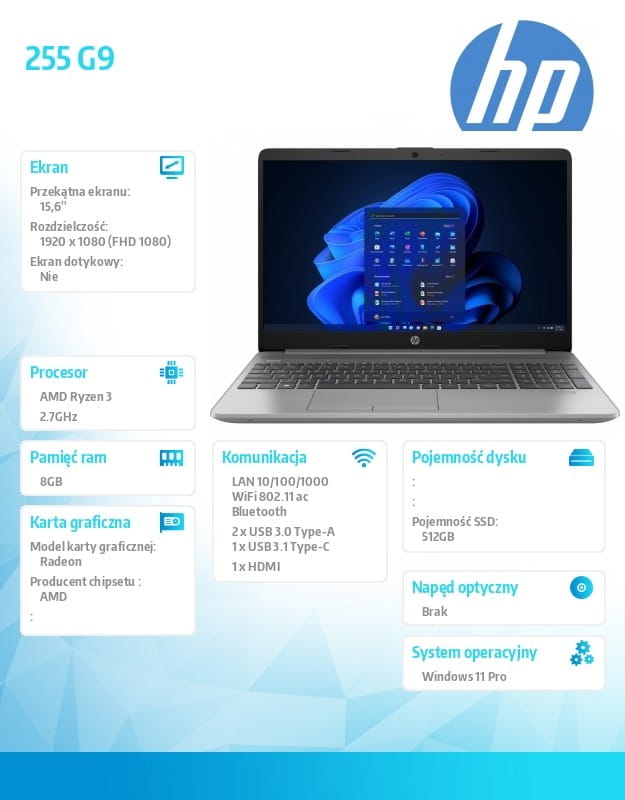 255 G9
hp
Ekran
Przekątna ekranu:
15,6"
Rozdzielczość:
1920 x 1080 (FHD 1080)
Ekran dotykowy:
Nie
hp
Procesor
AMD Ryzen 3
2.7GHz
Pamięć ram
8GB
Karta graficzna
Model karty graficznej:
Radeon
Producent chipsetu :
AMD
:
Komunikacja
LAN 10/100/1000
WiFi 802.11 ac
Bluetooth
2 x USB 3.0 Type-A
1 x USB 3.1 Type-C
1 x HDMI
Pojemność dysku
:
:
Pojemność SSD:
512GB
Napęd optyczny
Brak
System operacyjny
Windows 11 Pro